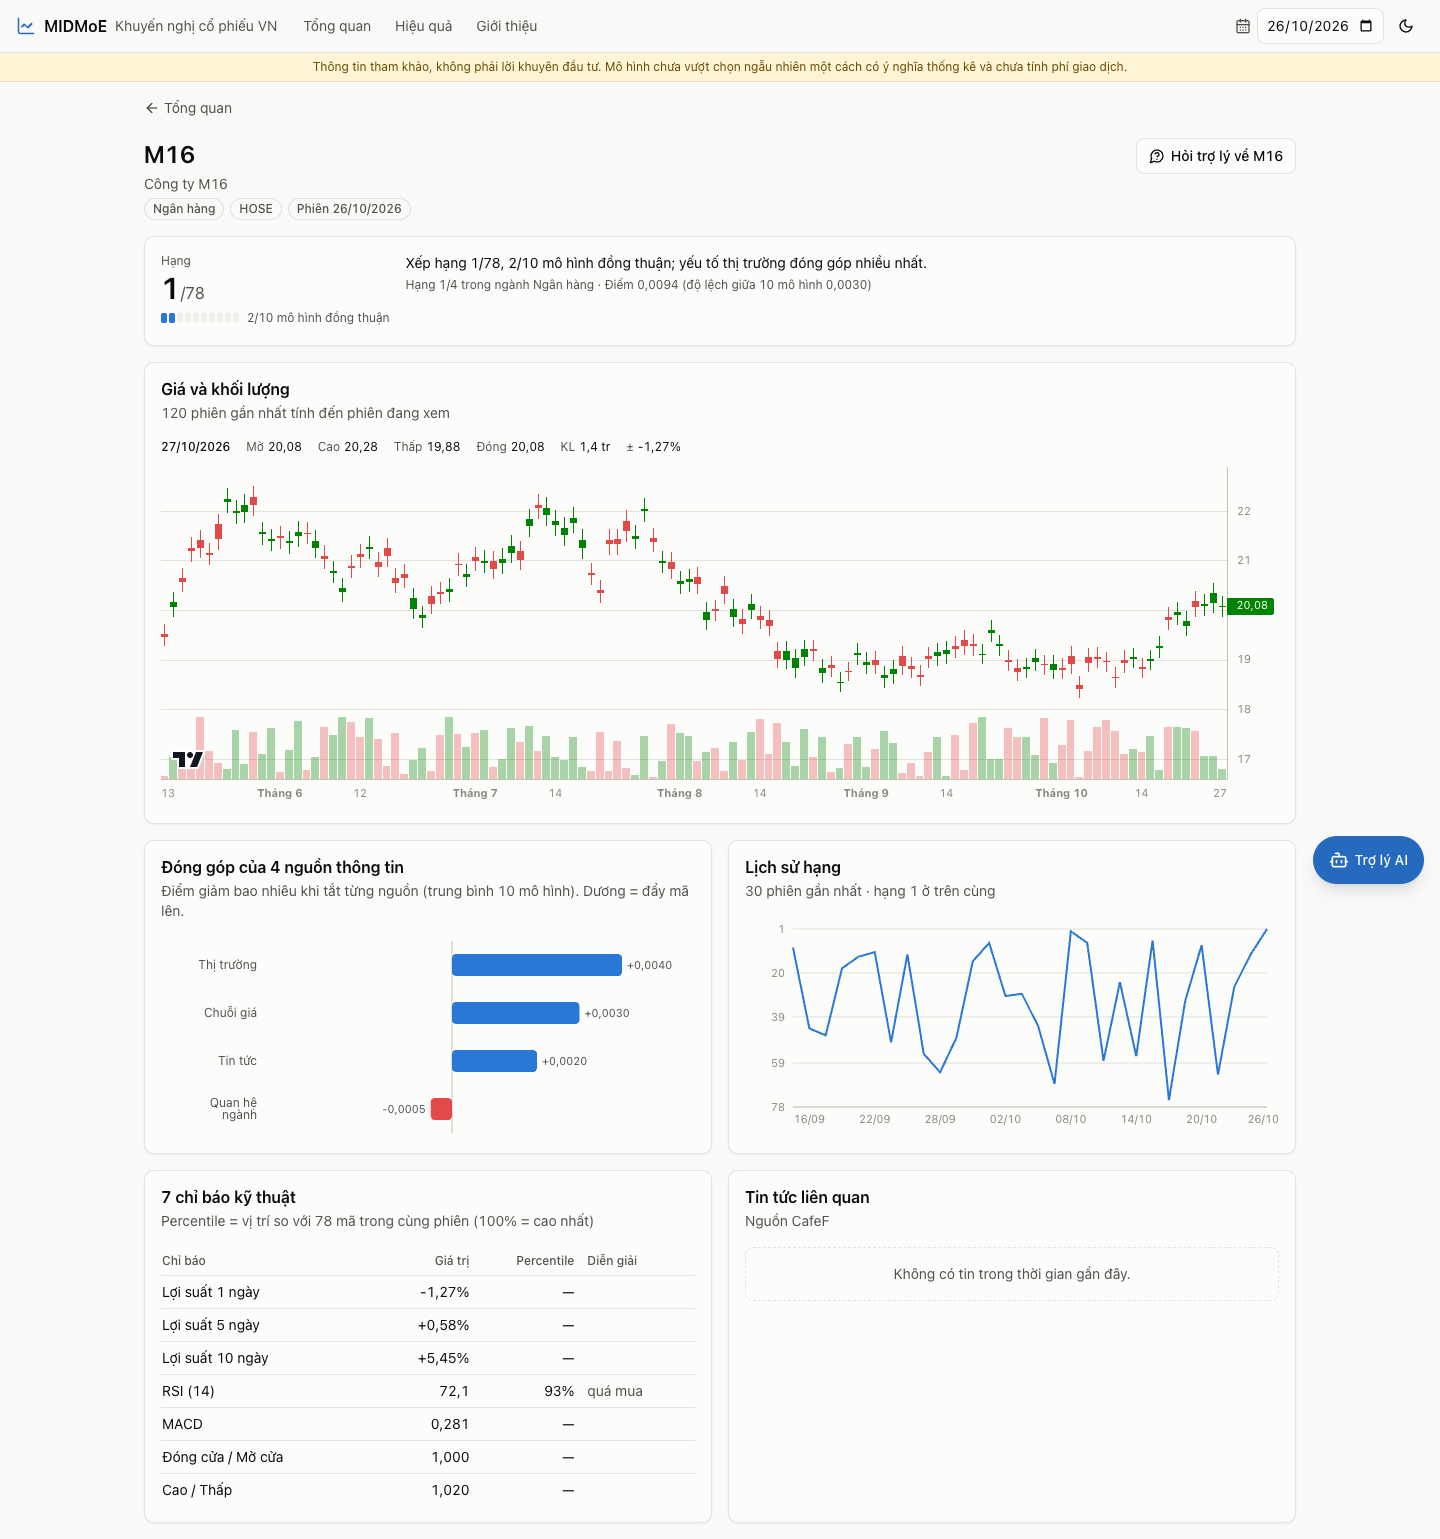 MIDMoE Khuyến nghị cổ phiếu VN Tổng quan Hiệu quả Giới thiệu 26/10/2026
Thông tin tham khảo, không phải lời khuyên đầu tư. Mô hình chưa vượt chọn ngẫu nhiên một cách có ý nghĩa thống kê và chưa tính phí giao dịch.
Tổng quan
M16
Hỏi trợ lý về M16
Công ty M16
Ngân hàng HOSE Phiên 26/10/2026
Hạng
1/78
2/10 mô hình đồng thuận
Xếp hạng 1/78, 2/10 mô hình đồng thuận; yếu tố thị trường đóng góp nhiều nhất.
Hạng 1/4 trong ngành Ngân hàng · Điểm 0,0094 (độ lệch giữa 10 mô hình 0,0030)
Giá và khối lượng
120 phiên gần nhất tính đến phiên đang xem
27/10/2026 Mở 20,08 Cao 20,28 Thấp 19,88 Đóng 20,08 KL 1,4 tr ± -1,27%
22
21
20,08
19
18
17
13 Tháng 6 12 Tháng 7 14 Tháng 8 14 Tháng 9 14 Tháng 10 14 27
Trợ lý AI
Đóng góp của 4 nguồn thông tin
Điểm giảm bao nhiêu khi tắt từng nguồn (trung bình 10 mô hình). Dương = đẩy mã
lên.
Thị trường +0,0040
Chuỗi giá +0,0030
Tin tức +0,0020
Quan hệ
ngành
-0,0005
Lịch sử hạng
30 phiên gần nhất · hạng 1 ở trên cùng
1
20
39
59
78
16/09 22/09 28/09 02/10 08/10 14/10 20/10 26/10
7 chỉ báo kỹ thuật
Percentile = vị trí so với 78 mã trong cùng phiên (100% = cao nhất)
Chỉ báo Giá trị Percentile Diễn giải
Lợi suất 1 ngày -1,27% —
Lợi suất 5 ngày +0,58% —
Lợi suất 10 ngày +5,45% —
RSI (14) 72,1 93% quá mua
MACD 0,281 —
Đóng cửa / Mở cửa 1,000 —
Cao / Thấp 1,020 —
Tin tức liên quan
Nguồn CafeF
Không có tin trong thời gian gần đây.